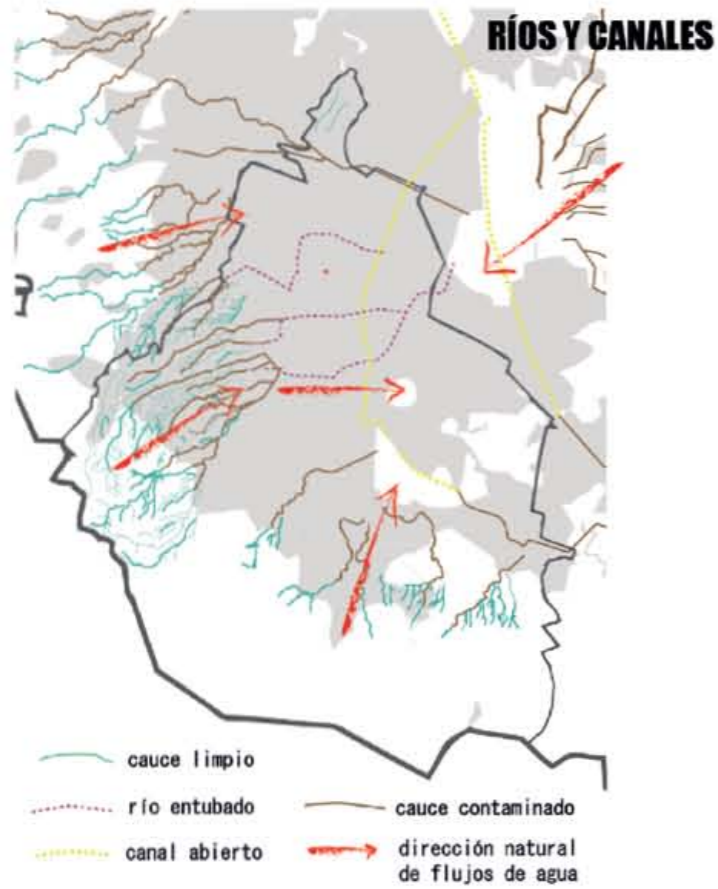 RÍOS Y CANALES
cauce limpio
río entubado
canal abierto
cauce contaminado
dirección natural
de flujos de agua